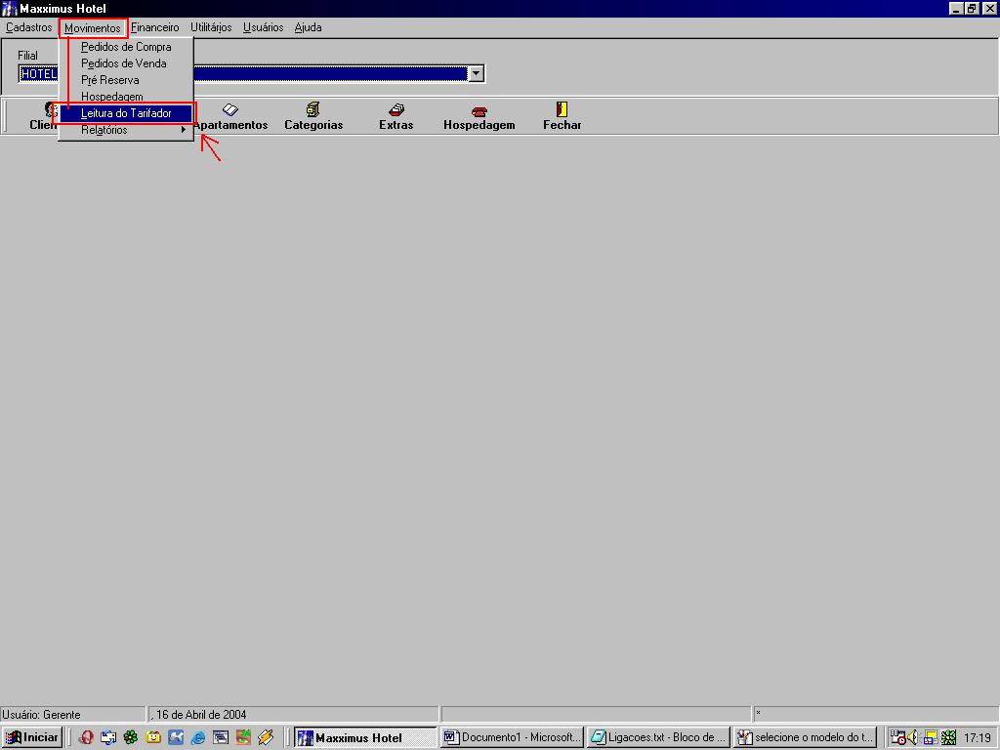 Maxximus Hotel
Cadastros Movimentos Financeiro Utilitárjos Usuários Ajuda
Pedidos de Compra
Pedidos de Venda
Pré Reserva
Hospedagem
Leitura do Tarifador
Relatórios
Filial
HOTEL
Clien Apartamentos Categorias Extras Hospedagem Fechar
Usuário: Gerente , 16 de Abril de 2004 *
Iniciar Maxximus Hotel Documento1 - Microsoft... Ligacoes.txt - Bloco de ... selecione o modelo do t... 17:19